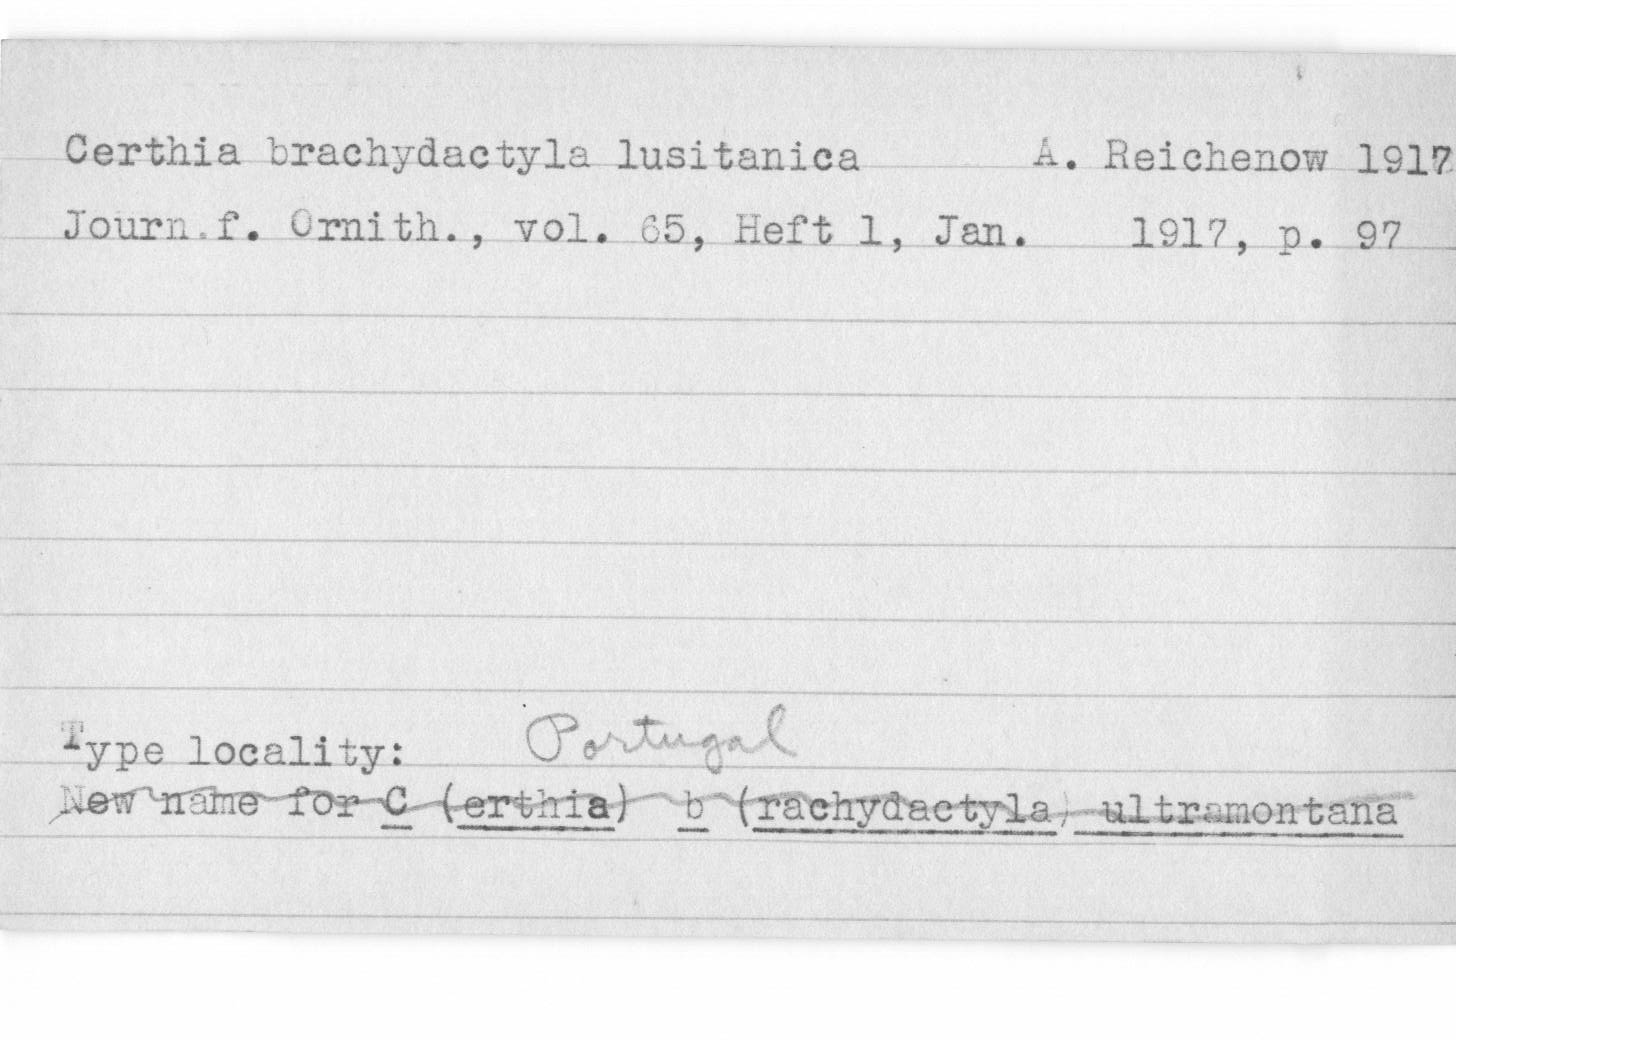 Certhia brachydactyla lusitanica A. Reichenow 1917
Journ.f. Ornith., vol. 65, Heft 1, Jan. 1917, p. 97
Type locality: Portugal
New name for C (erthia) b (rachydactyla) ultramontana